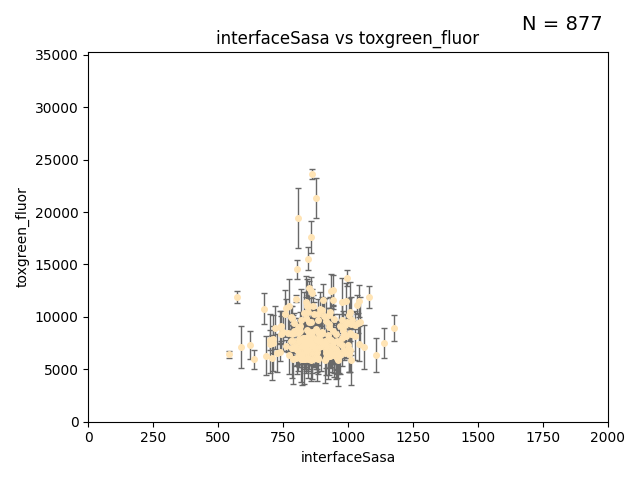 N = 877
interfaceSasa vs toxgreen_fluor
35000
30000
25000
20000
15000
10000
5000
0
toxgreen_fluor
0 250 500 750 1000 1250 1500 1750 2000
interfaceSasa